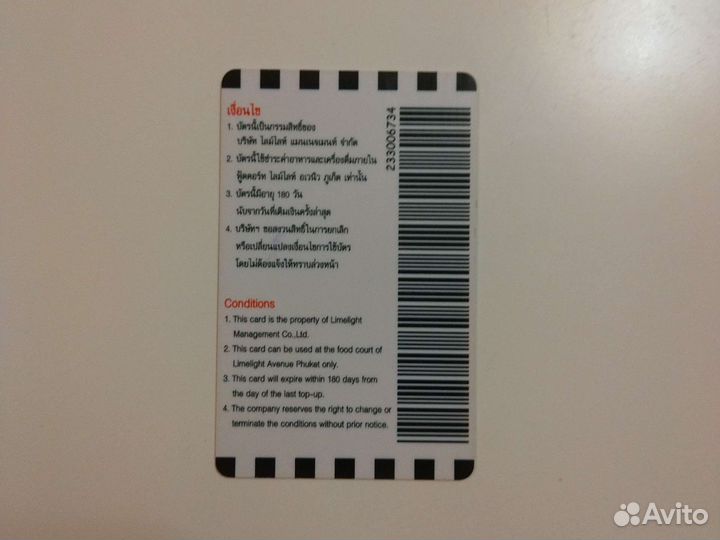 เงื่อนไข
1. บัตรนี้เป็นกรรมสิทธิ์ของ
บริษัท ไลม์ไลท์ แมนเนจเมนท์ จำกัด
2. บัตรนี้ใช้ชำระค่าอาหารและเครื่องดื่มภายใน
ฟู้ดคอร์ท ไลม์ไลท์ อเวนิว ภูเก็ต เท่านั้น
3. บัตรนี้มีอายุ 180 วัน
นับจากวันที่เติมเงินครั้งล่าสุด
4. บริษัทฯ ขอสงวนสิทธิ์ในการยกเลิก
หรือเปลี่ยนแปลงเงื่อนไขการใช้บัตร
โดยไม่ต้องแจ้งให้ทราบล่วงหน้า
Conditions
1. This card is the property of Limelight
Management Co.,Ltd.
2. This card can be used at the food court of
Limelight Avenue Phuket only.
3. This card will expire within 180 days from
the day of the last top-up.
4. The company reserves the right to change or
terminate the conditions without prior notice.
233006734
Avito